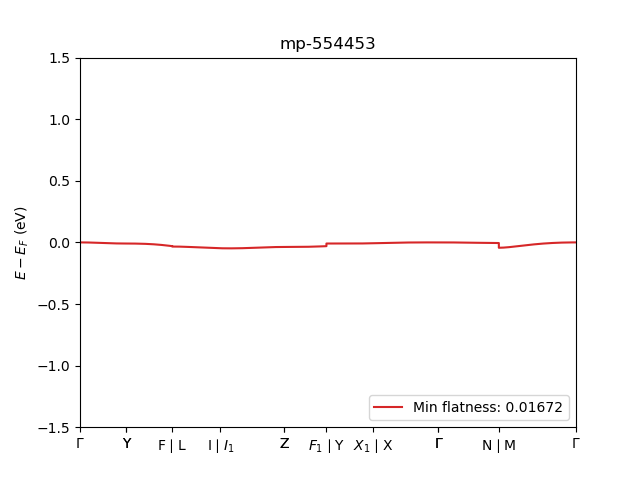 mp-554453
1.5
1.0
0.5
0.0
−0.5
−1.0
−1.5
E − E_F (eV)
Γ Y F | L I | I₁ Z F₁ | Y X₁ | X Γ N | M Γ
Min flatness: 0.01672